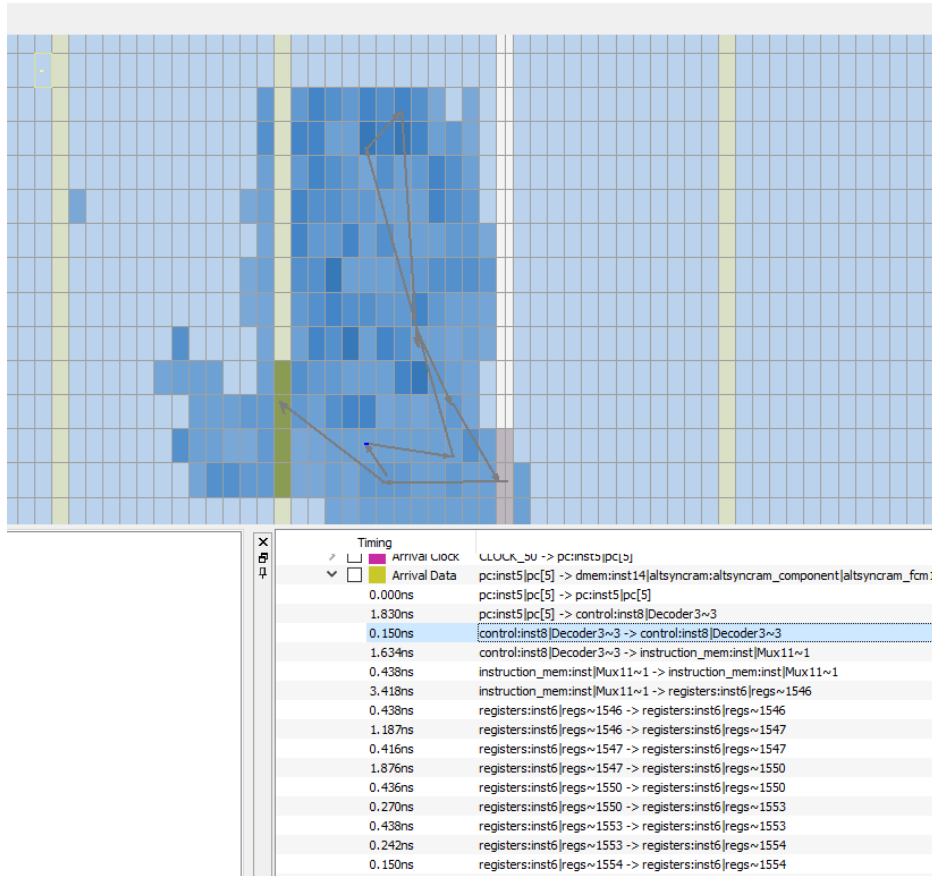 Timing
Arrival Clock CLOCK_50 -> pc:inst5|pc[5]
Arrival Data pc:inst5|pc[5] -> dmem:inst14|altsyncram:altsyncram_component|altsyncram_fcm1
0.000ns pc:inst5|pc[5] -> pc:inst5|pc[5]
1.830ns pc:inst5|pc[5] -> control:inst8|Decoder3~3
0.150ns control:inst8|Decoder3~3 -> control:inst8|Decoder3~3
1.634ns control:inst8|Decoder3~3 -> instruction_mem:inst|Mux11~1
0.438ns instruction_mem:inst|Mux11~1 -> instruction_mem:inst|Mux11~1
3.418ns instruction_mem:inst|Mux11~1 -> registers:inst6|regs~1546
0.438ns registers:inst6|regs~1546 -> registers:inst6|regs~1546
1.187ns registers:inst6|regs~1546 -> registers:inst6|regs~1547
0.416ns registers:inst6|regs~1547 -> registers:inst6|regs~1547
1.876ns registers:inst6|regs~1547 -> registers:inst6|regs~1550
0.436ns registers:inst6|regs~1550 -> registers:inst6|regs~1550
0.270ns registers:inst6|regs~1550 -> registers:inst6|regs~1553
0.438ns registers:inst6|regs~1553 -> registers:inst6|regs~1553
0.242ns registers:inst6|regs~1553 -> registers:inst6|regs~1554
0.150ns registers:inst6|regs~1554 -> registers:inst6|regs~1554